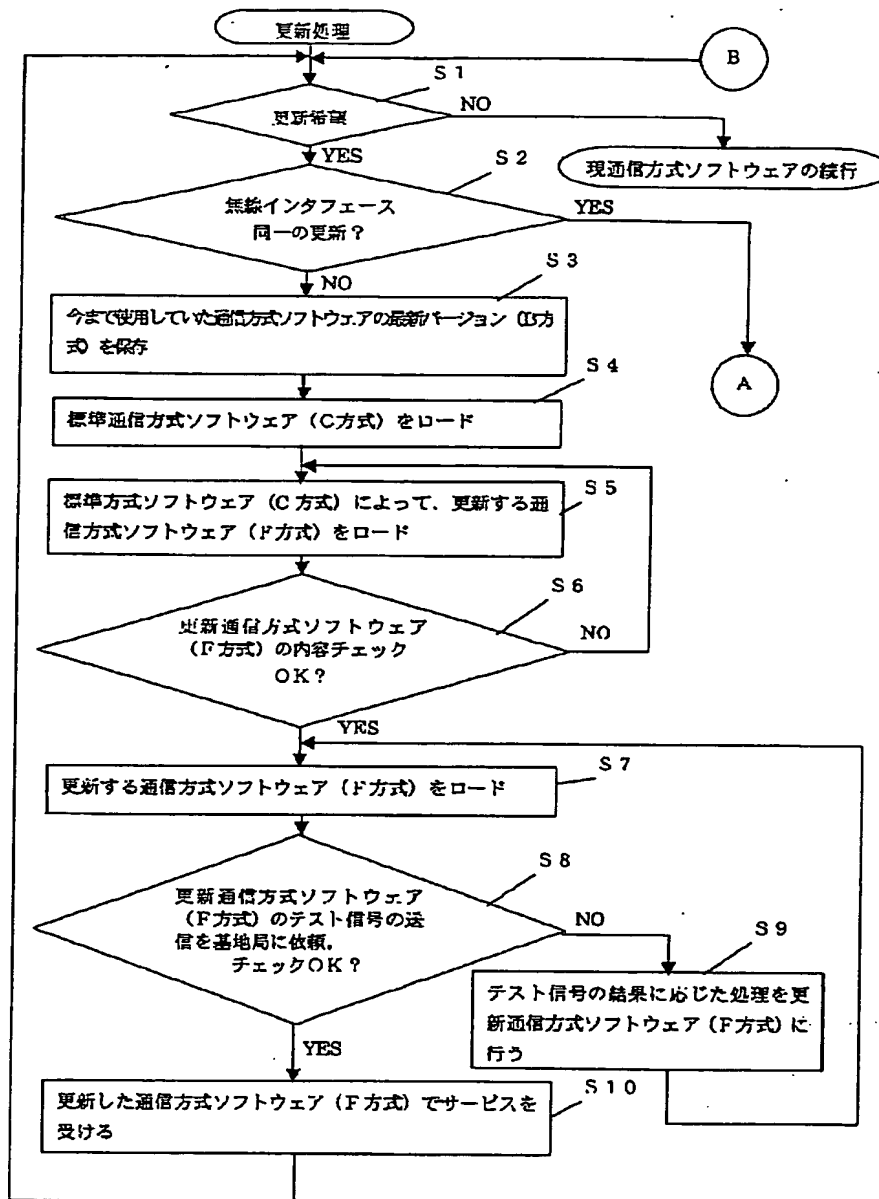 更新処理
B
S1
更新希望
NO
YES
現通信方式ソフトウェアの続行
S2
無線インタフェース
同一の更新？
YES
NO
S3
今まで使用していた通信方式ソフトウェアの最新バージョン（B方
式）を保存
A
S4
標準通信方式ソフトウェア（C方式）をロード
S5
標準方式ソフトウェア（C方式）によって、更新する通
信方式ソフトウェア（F方式）をロード
S6
更新通信方式ソフトウェア
（F方式）の内容チェック
OK？
NO
YES
S7
更新する通信方式ソフトウェア（F方式）をロード
S8
更新通信方式ソフトウェア
（F方式）のテスト信号の送
信を基地局に依頼。
チェックOK？
NO
S9
テスト信号の結果に応じた処理を更
新通信方式ソフトウェア（F方式）に
行う
YES
S10
更新した通信方式ソフトウェア（F方式）でサービスを
受ける